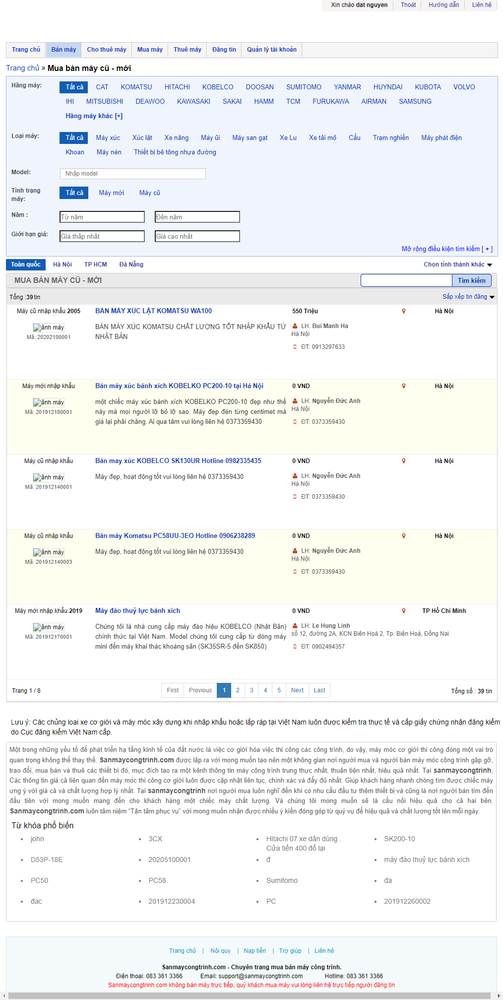 Xin chào dat nguyen Thoát Hướng dẫn Liên hệ
Trang chủ Bán máy Cho thuê máy Mua máy Thuê máy Đăng tin Quản lý tài khoản
Trang chủ » Mua bán máy cũ - mới
Hãng máy: Tất cả CAT KOMATSU HITACHI KOBELCO DOOSAN SUMITOMO YANMAR HUYNDAI KUBOTA VOLVO
IHI MITSUBISHI DEAWOO KAWASAKI SAKAI HAMM TCM FURUKAWA AIRMAN SAMSUNG
Hãng máy khác [+]
Loại máy: Tất cả Máy xúc Xúc lật Xe nâng Máy ủi Máy san gạt Xe Lu Xe tải mỏ Cẩu Trạm nghiền Máy phát điện
Khoan Máy nén Thiết bị bê tông nhựa đường
Model: Nhập model
Tình trạng máy: Tất cả Máy mới Máy cũ
Năm : Từ năm Đến năm
Giới hạn giá: Giá thấp nhất Giá cao nhất
Mở rộng điều kiện tìm kiếm [ + ]
Toàn quốc Hà Nội TP HCM Đà Nẵng Chọn tỉnh thành khác
MUA BÁN MÁY CŨ - MỚI Tìm kiếm
Tổng :39 tin Sắp xếp tin đăng
Máy cũ nhập khẩu 2005 BÁN MÁY XÚC LẬT KOMATSU WA100 550 Triệu Hà Nội
ảnh máy
Mã: 20202100001
BÁN MÁY XÚC KOMATSU CHẤT LƯỢNG TỐT NHẬP KHẨU TỪ
NHẬT BẢN
LH: Bui Manh Ha
Hà Nội
ĐT: 0913297633
Máy mới nhập khẩu Bán máy xúc bánh xích KOBELKO PC200-10 tại Hà Nội 0 VND Hà Nội
ảnh máy
Mã: 201912180001
một chiếc máy xúc bánh xích KOBELKO PC200-10 đẹp như thế
này mà mọi người lỡ bỏ lỡ sao. Máy đẹp đén từng centimet mà
giá lại phải chăng. Ai qua tâm vui lòng liên hệ 0373359430
LH: Nguyễn Đức Anh
Hà Nội
ĐT: 0373359430
Máy cũ nhập khẩu Bán may xúc KOBELCO SK130UR Hotline 0982335435 0 VND Hà Nội
ảnh máy
Mã: 201912140001
Máy đẹp, hoạt động tốt vui lòng liên hệ 0373359430
LH: Nguyễn Đức Anh
Hà Nội
ĐT: 0373359430
Máy cũ nhập khẩu Bán máy Komatsu PC58UU-3EO Hotline 0906238289 0 VND Hà Nội
ảnh máy
Mã: 201912140003
Máy đẹp, hoạt động tốt vui lòng liên hệ 0373359430
LH: Nguyễn Đức Anh
Hà Nội
ĐT: 0373359430
Máy mới nhập khẩu 2019 Máy đào thuỷ lực bánh xích 0 VND TP Hồ Chí Minh
ảnh máy
Mã: 201912170001
Chúng tôi là nhà cung cấp máy đào hiệu KOBELCO (Nhật Bản)
chính thức tại Việt Nam. Model chúng tôi cung cấp từ dòng máy
mini đến máy khai thác khoáng sản (SK35SR-5 đến SK850)
LH: Le Hung Linh
số 12, đường 2A, KCN Biên Hoà 2, Tp. Biên Hoà, Đồng Nai
ĐT: 0902494357
Trang 1 / 8 First Previous 1 2 3 4 5 Next Last Tổng số : 39 tin
Lưu ý: Các chủng loại xe cơ giới và máy móc xây dựng khi nhập khẩu hoặc lắp ráp tại Việt Nam luôn được kiểm tra thực tế và cấp giấy chứng nhận đăng kiểm
do Cục đăng kiểm Việt Nam cấp.
Một trong những yếu tố để phát triển hạ tầng kinh tế của đất nước là việc cơ giới hóa việc thi công các công trình, do vậy, máy móc cơ giới thi công đóng một vai trò
quan trọng không thể thay thế. Sanmaycongtrinh.com được lập ra với mong muốn tạo nên một không gian nơi người mua và người bán máy móc công trình gặp gỡ,
trao đổi, mua bán và thuê các thiết bị đó, mục đích tạo ra một kênh thông tin máy công trình trung thực nhất, thuận tiện nhất, hiệu quả nhất. Tại sanmaycongtrinh,
Các thông tin giá cả liên quan đến máy móc thi công cơ giới luôn được cập nhật liên tục, chính xác và đẩy đủ nhất. Giúp khách hàng nhanh chóng tìm được chiếc máy
ưng ý với giá cả và chất lượng hợp lý nhất. Tại sanmaycongtrinh nơi người mua luôn nghĩ đến khi có nhu cầu đầu tư thêm thiết bị và cũng là nơi người bán tìm đến
đầu tiên với mong muốn mang đến cho khách hàng một chiếc máy chất lượng. Và chúng tôi mong muốn sẽ là cầu nối hiệu quả cho cả hai bên.
Sanmaycongtrinh.com luôn tâm niệm “Tận tâm phục vụ” với mong muốn nhận được nhiều ý kiến đóng góp từ quý vụ để hiệu quả và chất lượng tốt lên mỗi ngày.
Từ khóa phổ biến
john 3CX Hitachi 07 xe dân dùng . SK200-10
Cửa tiền 400 đổ lại
D53P-18E 20205100001 đ máy đào thuỷ lực bánh xích
PC50 PC58 Sumitomo đa
đac 201912230004 PC 201912260002
Trang chủ | Nội quy | Nạp tiền | Trợ giúp | Liên hệ
Sanmaycongtrinh.com - Chuyên trang mua bán máy công trình.
Điện thoại: 083 361 3366 Email: support@sanmaycongtrinh.com Hotline: 083 361 3366
Sanmaycongtrinh.com không bán máy trực tiếp, quý khách mua máy vui lòng liên hệ trực tiếp người đăng tin